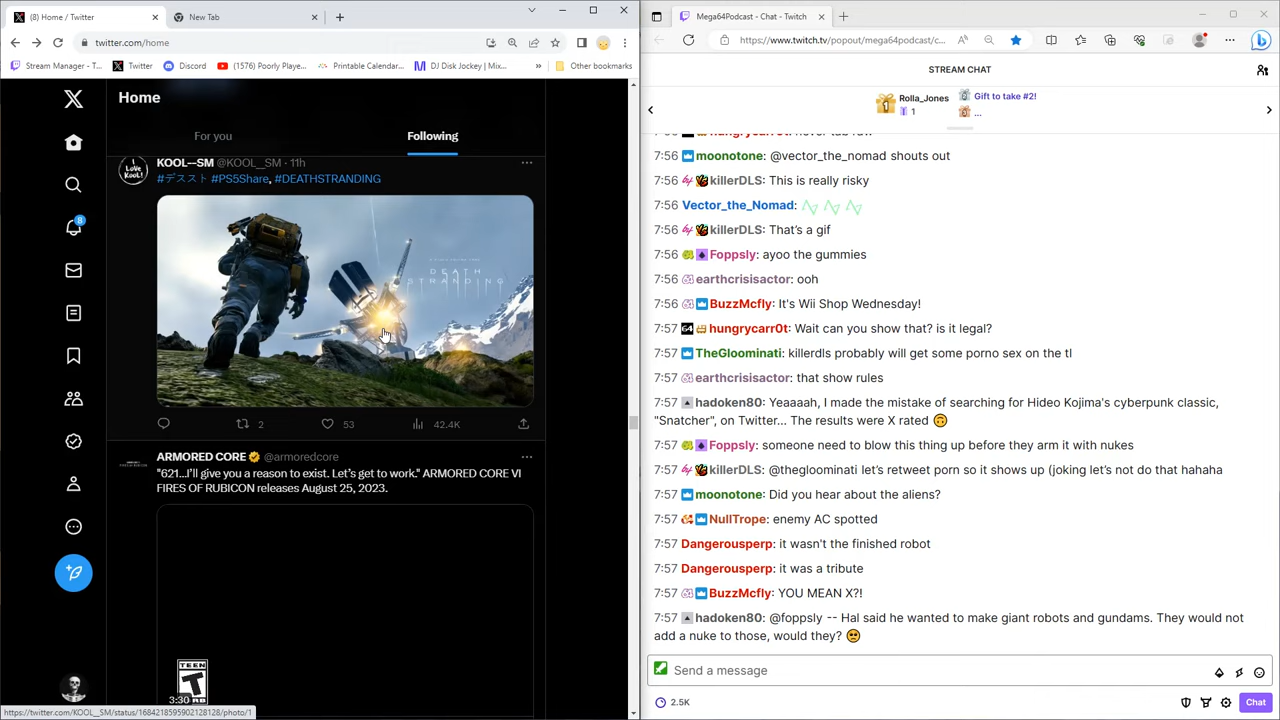 (8) Home / Twitter
New Tab
twitter.com/home
Stream Manager - T...
Twitter
Discord
(1576) Poorly Playe...
Printable Calendar...
DJ Disk Jockey | Mix...
»
Other bookmarks
X
Home
For you
Following
8
I
LOVE
KooL!
KOOL--SM @KOOL__SM · 11h
#デススト #PS5Share, #DEATHSTRANDING
DEATH
STRANDING
2
53
42.4K
ARMORED CORE @armoredcore
"621...I'll give you a reason to exist. Let's get to work." ARMORED CORE VI
FIRES OF RUBICON releases August 25, 2023.
TEEN
T
3:30
https://twitter.com/KOOL__SM/status/1684218595902128128/photo/1
Mega64Podcast - Chat - Twitch
https://www.twitch.tv/popout/mega64podcast/c...
STREAM CHAT
Rolla_Jones
1
Gift to take #2!
...
7:56 moonotone: @vector_the_nomad shouts out
7:56 killerDLS: This is really risky
7:56 Vector_the_Nomad:
7:56 killerDLS: That's a gif
7:56 Foppsly: ayoo the gummies
7:56 earthcrisisactor: ooh
7:56 BuzzMcfly: It's Wii Shop Wednesday!
7:57 64 hungrycarr0t: Wait can you show that? is it legal?
7:57 TheGloominati: killerdls probably will get some porno sex on the tl
7:57 earthcrisisactor: that show rules
7:57 hadoken80: Yeaaaah, I made the mistake of searching for Hideo Kojima's cyberpunk classic,
"Snatcher", on Twitter... The results were X rated
7:57 Foppsly: someone need to blow this thing up before they arm it with nukes
7:57 killerDLS: @thegloominati let's retweet porn so it shows up (joking let's not do that hahaha
7:57 moonotone: Did you hear about the aliens?
7:57 NullTrope: enemy AC spotted
7:57 Dangerousperp: it wasn't the finished robot
7:57 Dangerousperp: it was a tribute
7:57 BuzzMcfly: YOU MEAN X?!
7:57 hadoken80: @foppsly -- Hal said he wanted to make giant robots and gundams. They would not
add a nuke to those, would they?
Send a message
2.5K
Chat